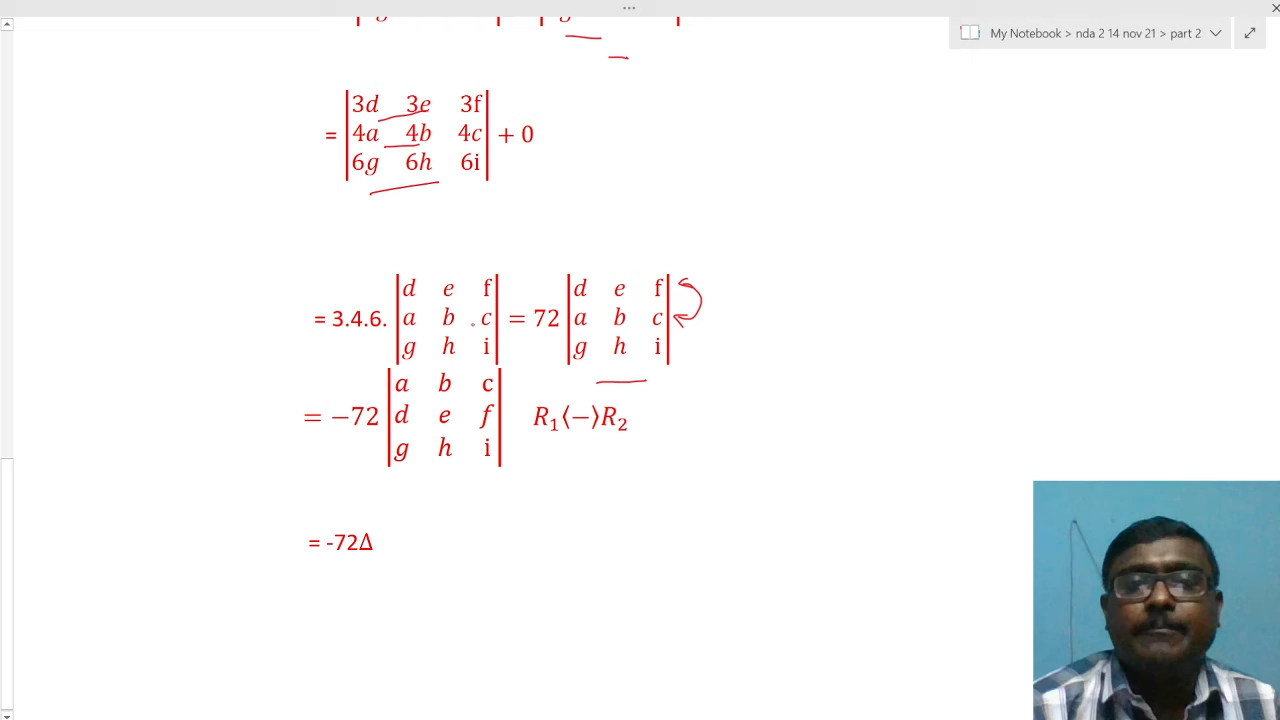 My Notebook > nda 2 14 nov 21 > part 2
= |3d 3e 3f|
|4a 4b 4c| + 0
|6g 6h 6i|
= 3.4.6. |d e f| = 72 |d e f|
|a b c| |a b c|
|g h i| |g h i|
= −72 |a b c| R₁⟨−⟩R₂
|d e f|
|g h i|
= -72Δ